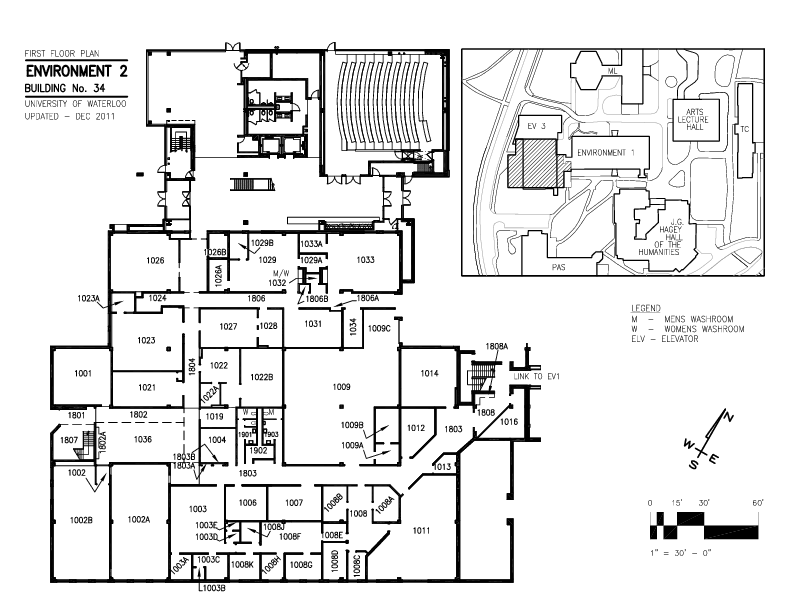 FIRST FLOOR PLAN
ENVIRONMENT 2
BUILDING No. 34
UNIVERSITY OF WATERLOO
UPDATED – DEC 2011
ML
EV 3
ENVIRONMENT 1
ARTS
LECTURE
HALL
TC
J.G.
HAGEY
HALL
OF THE
HUMANITIES
PAS
LEGEND
M – MENS WASHROOM
W – WOMENS WASHROOM
ELV – ELEVATOR
1026
1026B
1026A
1029B
1029
1033A
1029A
1033
M/W
1032
1023A
1024
1806
1806B
1806A
1023
1027
1028
1031
1034
1009C
1804
1001
1021
1022
1022A
1022B
1009
1014
1808A
LINK TO EV1
1801
1802
1019
W
M
1009B
1012
1803
1808
1016
1807
1802A
1036
1004
1901
1903
1902
1009A
1803B
1803A
1803
1013
1002
1002B
1002A
1003
1006
1007
1008B
1008
1008A
1011
1003E
1003D
1008J
1008F
1008E
1003A
1003C
1008K
1008H
1008G
1008D
1008C
1003B
N
W
E
S
0 15' 30' 60'
1" = 30' – 0"